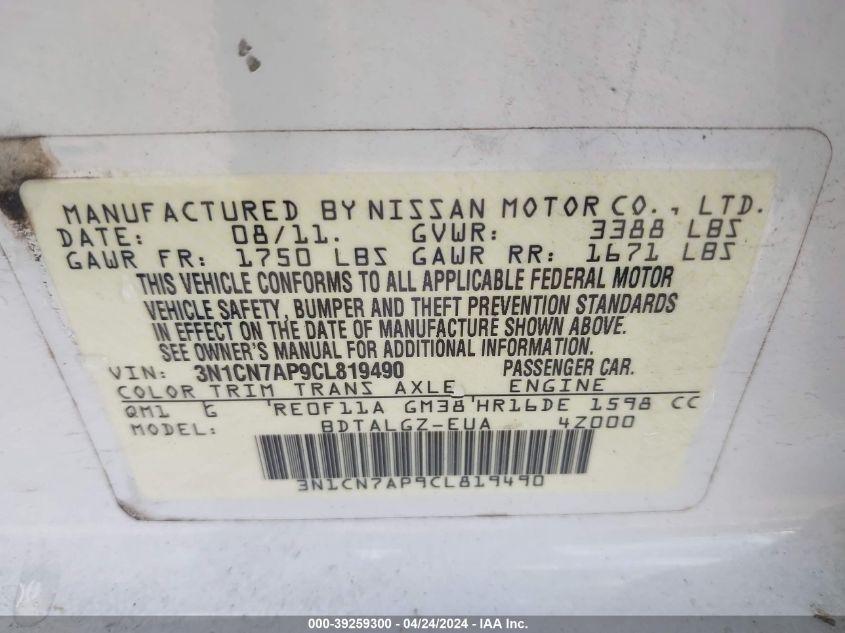 MANUFACTURED BY NISSAN MOTOR CO., LTD.
DATE: 08/11. GVWR: 3388 LBS
GAWR FR: 1750 LBS GAWR RR: 1671 LBS
THIS VEHICLE CONFORMS TO ALL APPLICABLE FEDERAL MOTOR
VEHICLE SAFETY, BUMPER AND THEFT PREVENTION STANDARDS
IN EFFECT ON THE DATE OF MANUFACTURE SHOWN ABOVE.
SEE OWNER'S MANUAL FOR ADDITIONAL INFORMATION.
VIN: 3N1CN7AP9CL819490 PASSENGER CAR.
COLOR TRIM TRANS AXLE ENGINE
QM1 G RE0F11A GM38 HR16DE 1598 CC
MODEL: BDTALGZ-EUA 4Z000
3N1CN7AP9CL819490
000-39259300 - 04/24/2024 - IAA Inc.